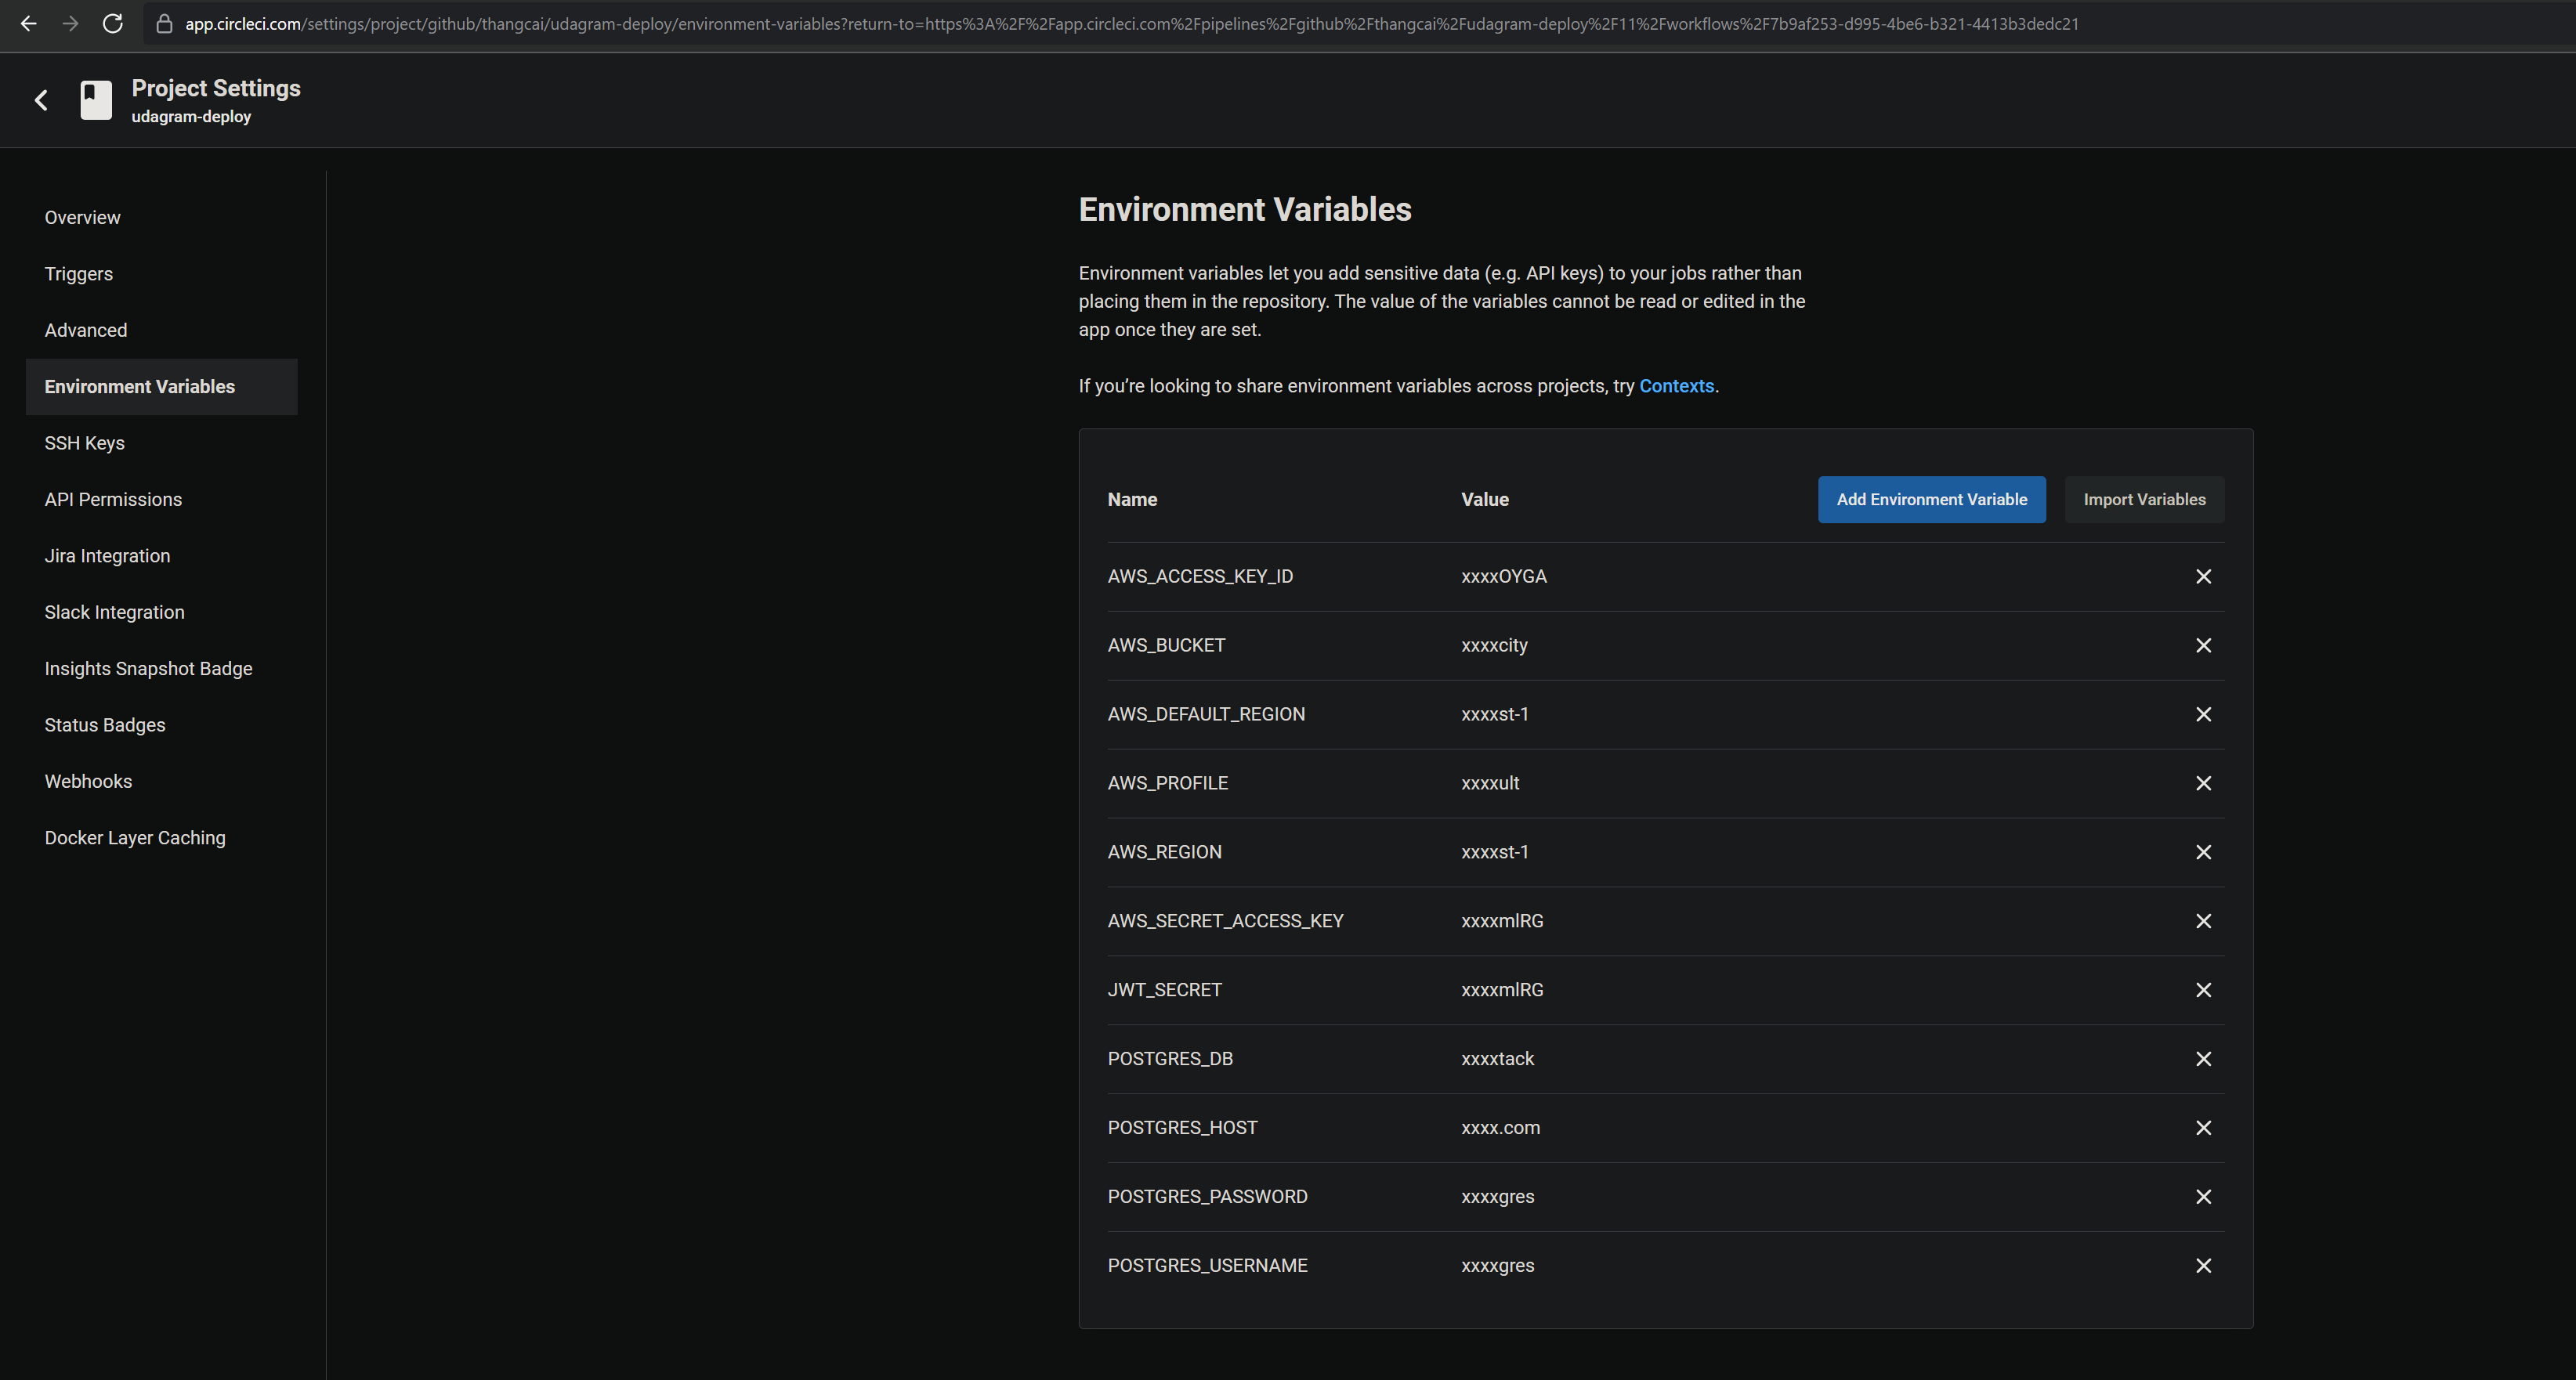 app.circleci.com/settings/project/github/thangcai/udagram-deploy/environment-variables?return-to=https%3A%2F%2Fapp.circleci.com%2Fpipelines%2Fgithub%2Fthangcai%2Fudagram-deploy%2F11%2Fworkflows%2F7b9af253-d995-4be6-b321-4413b3dedc21
Project Settings
udagram-deploy
Overview
Triggers
Advanced
Environment Variables
SSH Keys
API Permissions
Jira Integration
Slack Integration
Insights Snapshot Badge
Status Badges
Webhooks
Docker Layer Caching
Environment Variables
Environment variables let you add sensitive data (e.g. API keys) to your jobs rather than
placing them in the repository. The value of the variables cannot be read or edited in the
app once they are set.
If you’re looking to share environment variables across projects, try Contexts.
Name Value Add Environment Variable Import Variables
AWS_ACCESS_KEY_ID xxxxOYGA
AWS_BUCKET xxxxcity
AWS_DEFAULT_REGION xxxxst-1
AWS_PROFILE xxxxult
AWS_REGION xxxxst-1
AWS_SECRET_ACCESS_KEY xxxxmlRG
JWT_SECRET xxxxmlRG
POSTGRES_DB xxxxtack
POSTGRES_HOST xxxx.com
POSTGRES_PASSWORD xxxxgres
POSTGRES_USERNAME xxxxgres